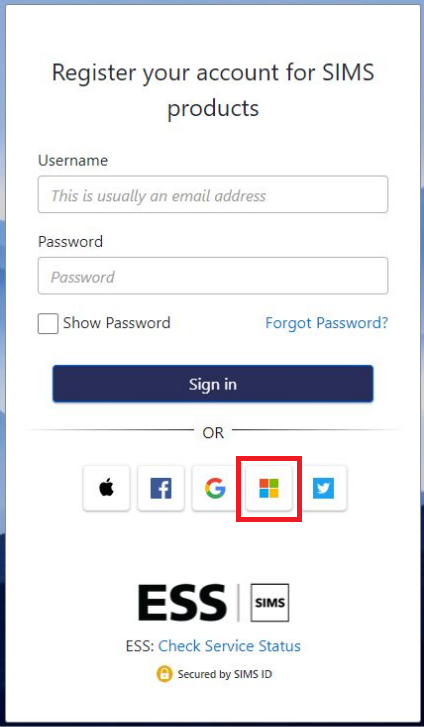 Register your account for SIMS
products
Username
This is usually an email address
Password
Password
Show Password
Forgot Password?
Sign in
OR
ESS | SIMS
ESS: Check Service Status
Secured by SIMS ID